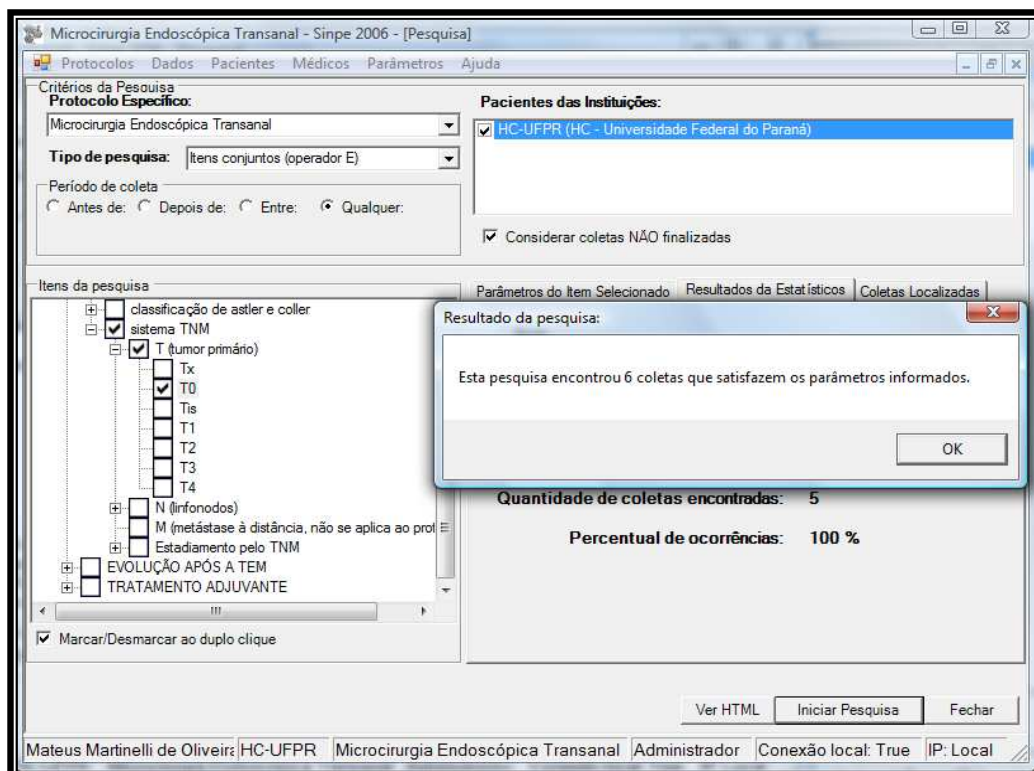 Microcirurgia Endoscópica Transanal - Sinpe 2006 - [Pesquisa]
Protocolos Dados Pacientes Médicos Parâmetros Ajuda
Critérios da Pesquisa
Protocolo Específico:
Microcirurgia Endoscópica Transanal
Tipo de pesquisa: Itens conjuntos (operador E)
Período de coleta
Antes de: Depois de: Entre: Qualquer:
Pacientes das Instituições:
HC-UFPR (HC - Universidade Federal do Paraná)
Considerar coletas NÃO finalizadas
Itens da pesquisa
classificação de astler e coller
sistema TNM
T (tumor primário)
Tx
T0
Tis
T1
T2
T3
T4
N (linfonodos)
M (metástase à distância, não se aplica ao prot
Estadiamento pelo TNM
EVOLUÇÃO APÓS A TEM
TRATAMENTO ADJUVANTE
Marcar/Desmarcar ao duplo clique
Parâmetros do Item Selecionado Resultados da Estatísticos Coletas Localizadas
Resultado da pesquisa:
Esta pesquisa encontrou 6 coletas que satisfazem os parâmetros informados.
OK
Quantidade de coletas encontradas: 5
Percentual de ocorrências: 100 %
Ver HTML Iniciar Pesquisa Fechar
Mateus Martinelli de Oliveira HC-UFPR Microcirurgia Endoscópica Transanal Administrador Conexão local: True IP: Local